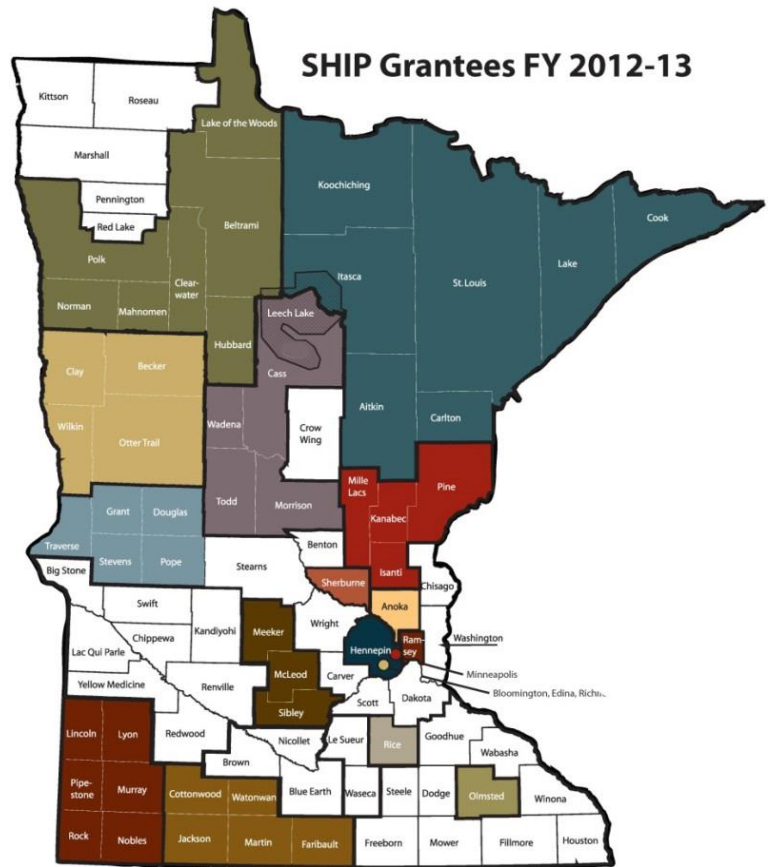 SHIP Grantees FY 2012-13
Kittson
Roseau
Lake of the Woods
Marshall
Koochiching
Pennington
Cook
Red Lake
Beltrami
Polk
Lake
Itasca
St.Louis
Clear-
water
Norman
Mahnomen
Leech Lake
Hubbard
Becker
Clay
Cass
Aitkin
Carlton
Wadena
Crow
Wing
Wilkin
Otter Trail
Mille
Lacs
Pine
Todd
Morrison
Kanabec
Grant
Douglas
Benton
Traverse
Stevens
Pope
Stearns
Isanti
Big Stone
Sherburne
Chisago
Swift
Anoka
Kandiyohi
Meeker
Wright
Chippewa
Ram-
sey
Washington
Lac Qui Parle
Hennepin
McLeod
Carver
Minneapolis
Yellow Medicine
Renville
Bloomington, Edina, Richfi
Scott
Dakota
Sibley
Lincoln
Lyon
Redwood
Nicollet
Le Sueur
Rice
Goodhue
Wabasha
Brown
Pipe-
stone
Murray
Cottonwood
Watonwan
Blue Earth
Waseca
Steele
Dodge
Olmsted
Winona
Rock
Nobles
Jackson
Martin
Faribault
Freeborn
Mower
Fillmore
Houston